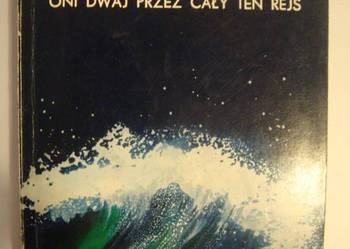 ONI DWAJ PRZEZ CAŁY TEN REJS